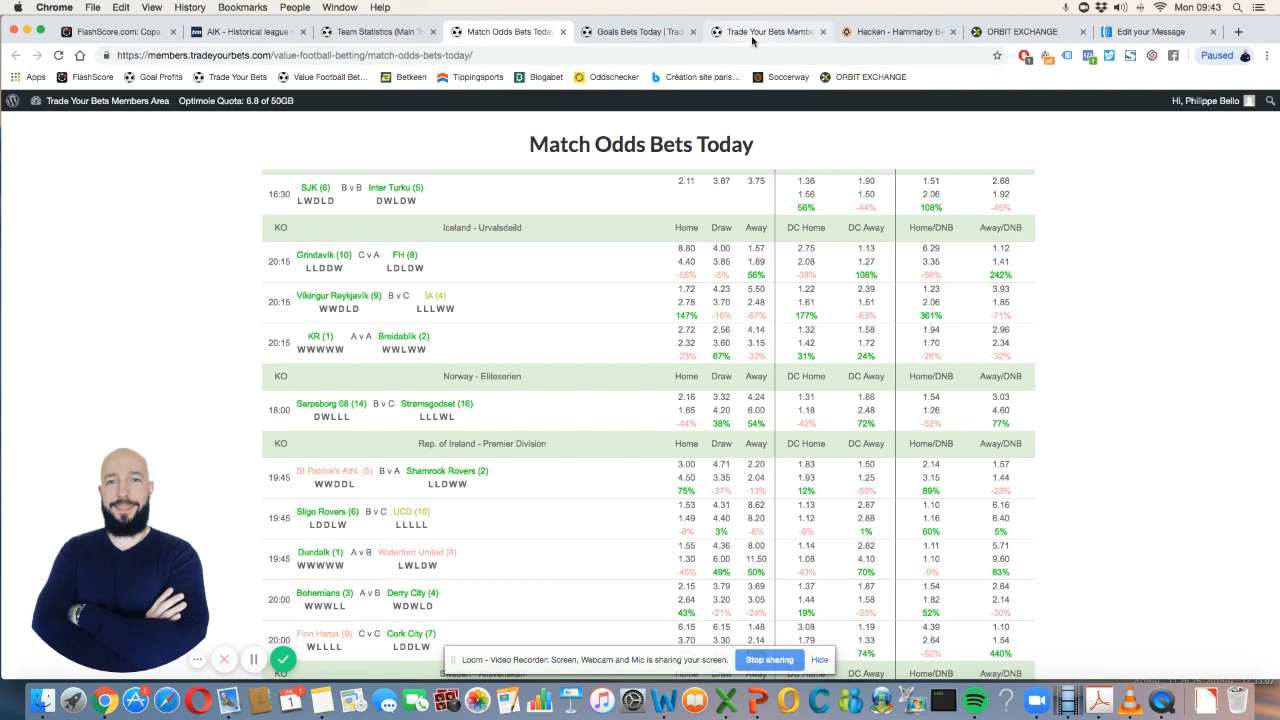 Chrome File Edit View History Bookmarks People Window Help Mon 09:43
FlashScore.com: Copa AIK - Historical league r Team Statistics (Main Tr Match Odds Bets Today Goals Bets Today | Trad Trade Your Bets Membe Hacken - Hammarby Be ORBIT EXCHANGE Edit your Message
https://members.tradeyourbets.com/value-football-betting/match-odds-bets-today/ Paused
Apps FlashScore Goal Profits Trade Your Bets Value Football Bet... Betkeen Tippingsports Blogabet Oddschecker Création site paris... Soccerway ORBIT EXCHANGE
Trade Your Bets Members Area Optimole Quota: 6.8 of 50GB Hi, Philippe Bello
Match Odds Bets Today
2.11 3.87 3.75 1.36 1.90 1.51 2.68
16:30 SJK (6) B v B Inter Turku (5) 1.56 1.50 2.06 1.92
LWDLD DWLDW 56% -44% 108% -45%
KO Iceland - Urvalsdeild Home Draw Away DC Home DC Away Home/DNB Away/DNB
8.80 4.00 1.57 2.75 1.13 6.29 1.12
20:15 Grindavík (10) C v A FH (8) 4.40 3.85 1.89 2.08 1.27 3.35 1.41
LLDDW LDLDW -56% -5% 56% -38% 108% -56% 242%
1.72 4.23 5.50 1.22 2.39 1.23 3.93
20:15 Víkingur Reykjavík (9) B v C ÍA (4) 2.78 3.70 2.48 1.61 1.51 2.06 1.85
WWDLD LLLWW 147% -16% -67% 177% -63% 361% -71%
2.72 2.56 4.14 1.32 1.58 1.94 2.96
20:15 KR (1) A v A Breidablik (2) 2.32 3.60 3.15 1.42 1.72 1.70 2.34
WWWWW WWLWW -23% 67% -32% 31% 24% -26% -32%
KO Norway - Eliteserien Home Draw Away DC Home DC Away Home/DNB Away/DNB
2.16 3.32 4.24 1.31 1.86 1.54 3.03
18:00 Sarpsborg 08 (14) B v C Strømsgodset (16) 1.65 4.20 6.00 1.18 2.48 1.26 4.60
DWLLL LLLWL -44% 38% 54% -42% 72% -52% 77%
KO Rep. of Ireland - Premier Division Home Draw Away DC Home DC Away Home/DNB Away/DNB
3.00 4.71 2.20 1.83 1.50 2.14 1.57
19:45 St Patrick's Athl. (5) B v A Shamrock Rovers (2) 4.50 3.35 2.04 1.93 1.25 3.15 1.44
WWDDL LLDWW 75% -37% -13% 12% -50% 89% -23%
1.53 4.31 8.62 1.13 2.87 1.10 6.16
19:45 Sligo Rovers (6) B v C UCD (10) 1.49 4.40 8.20 1.12 2.88 1.16 6.40
LDDLW LLLLL -8% 3% -6% -8% 1% 60% 5%
1.55 4.36 8.00 1.14 2.82 1.11 5.71
19:45 Dundalk (1) A v B Waterford United (8) 1.30 6.00 11.50 1.08 4.10 1.10 9.60
WWWWW LWLDW -45% 49% 50% -43% 70% -9% 83%
2.15 3.79 3.69 1.37 1.87 1.54 2.64
20:00 Bohemians (3) A v B Derry City (4) 2.64 3.20 3.05 1.44 1.58 1.82 2.14
WWWLL WDWLD 43% -21% -24% 19% -33% 52% -30%
6.15 6.15 1.48 3.08 1.19 4.39 1.10
20:00 Finn Harps (9) C v C Cork City (7) 3.70 3.30 2.14 1.79 1.33 2.64 1.54
WLLLL LDDLW 74% -52%
Loom - Video Recorder: Screen, Webcam and Mic is sharing your screen. Stop sharing Hide
KO Home/DNB Away/DNB